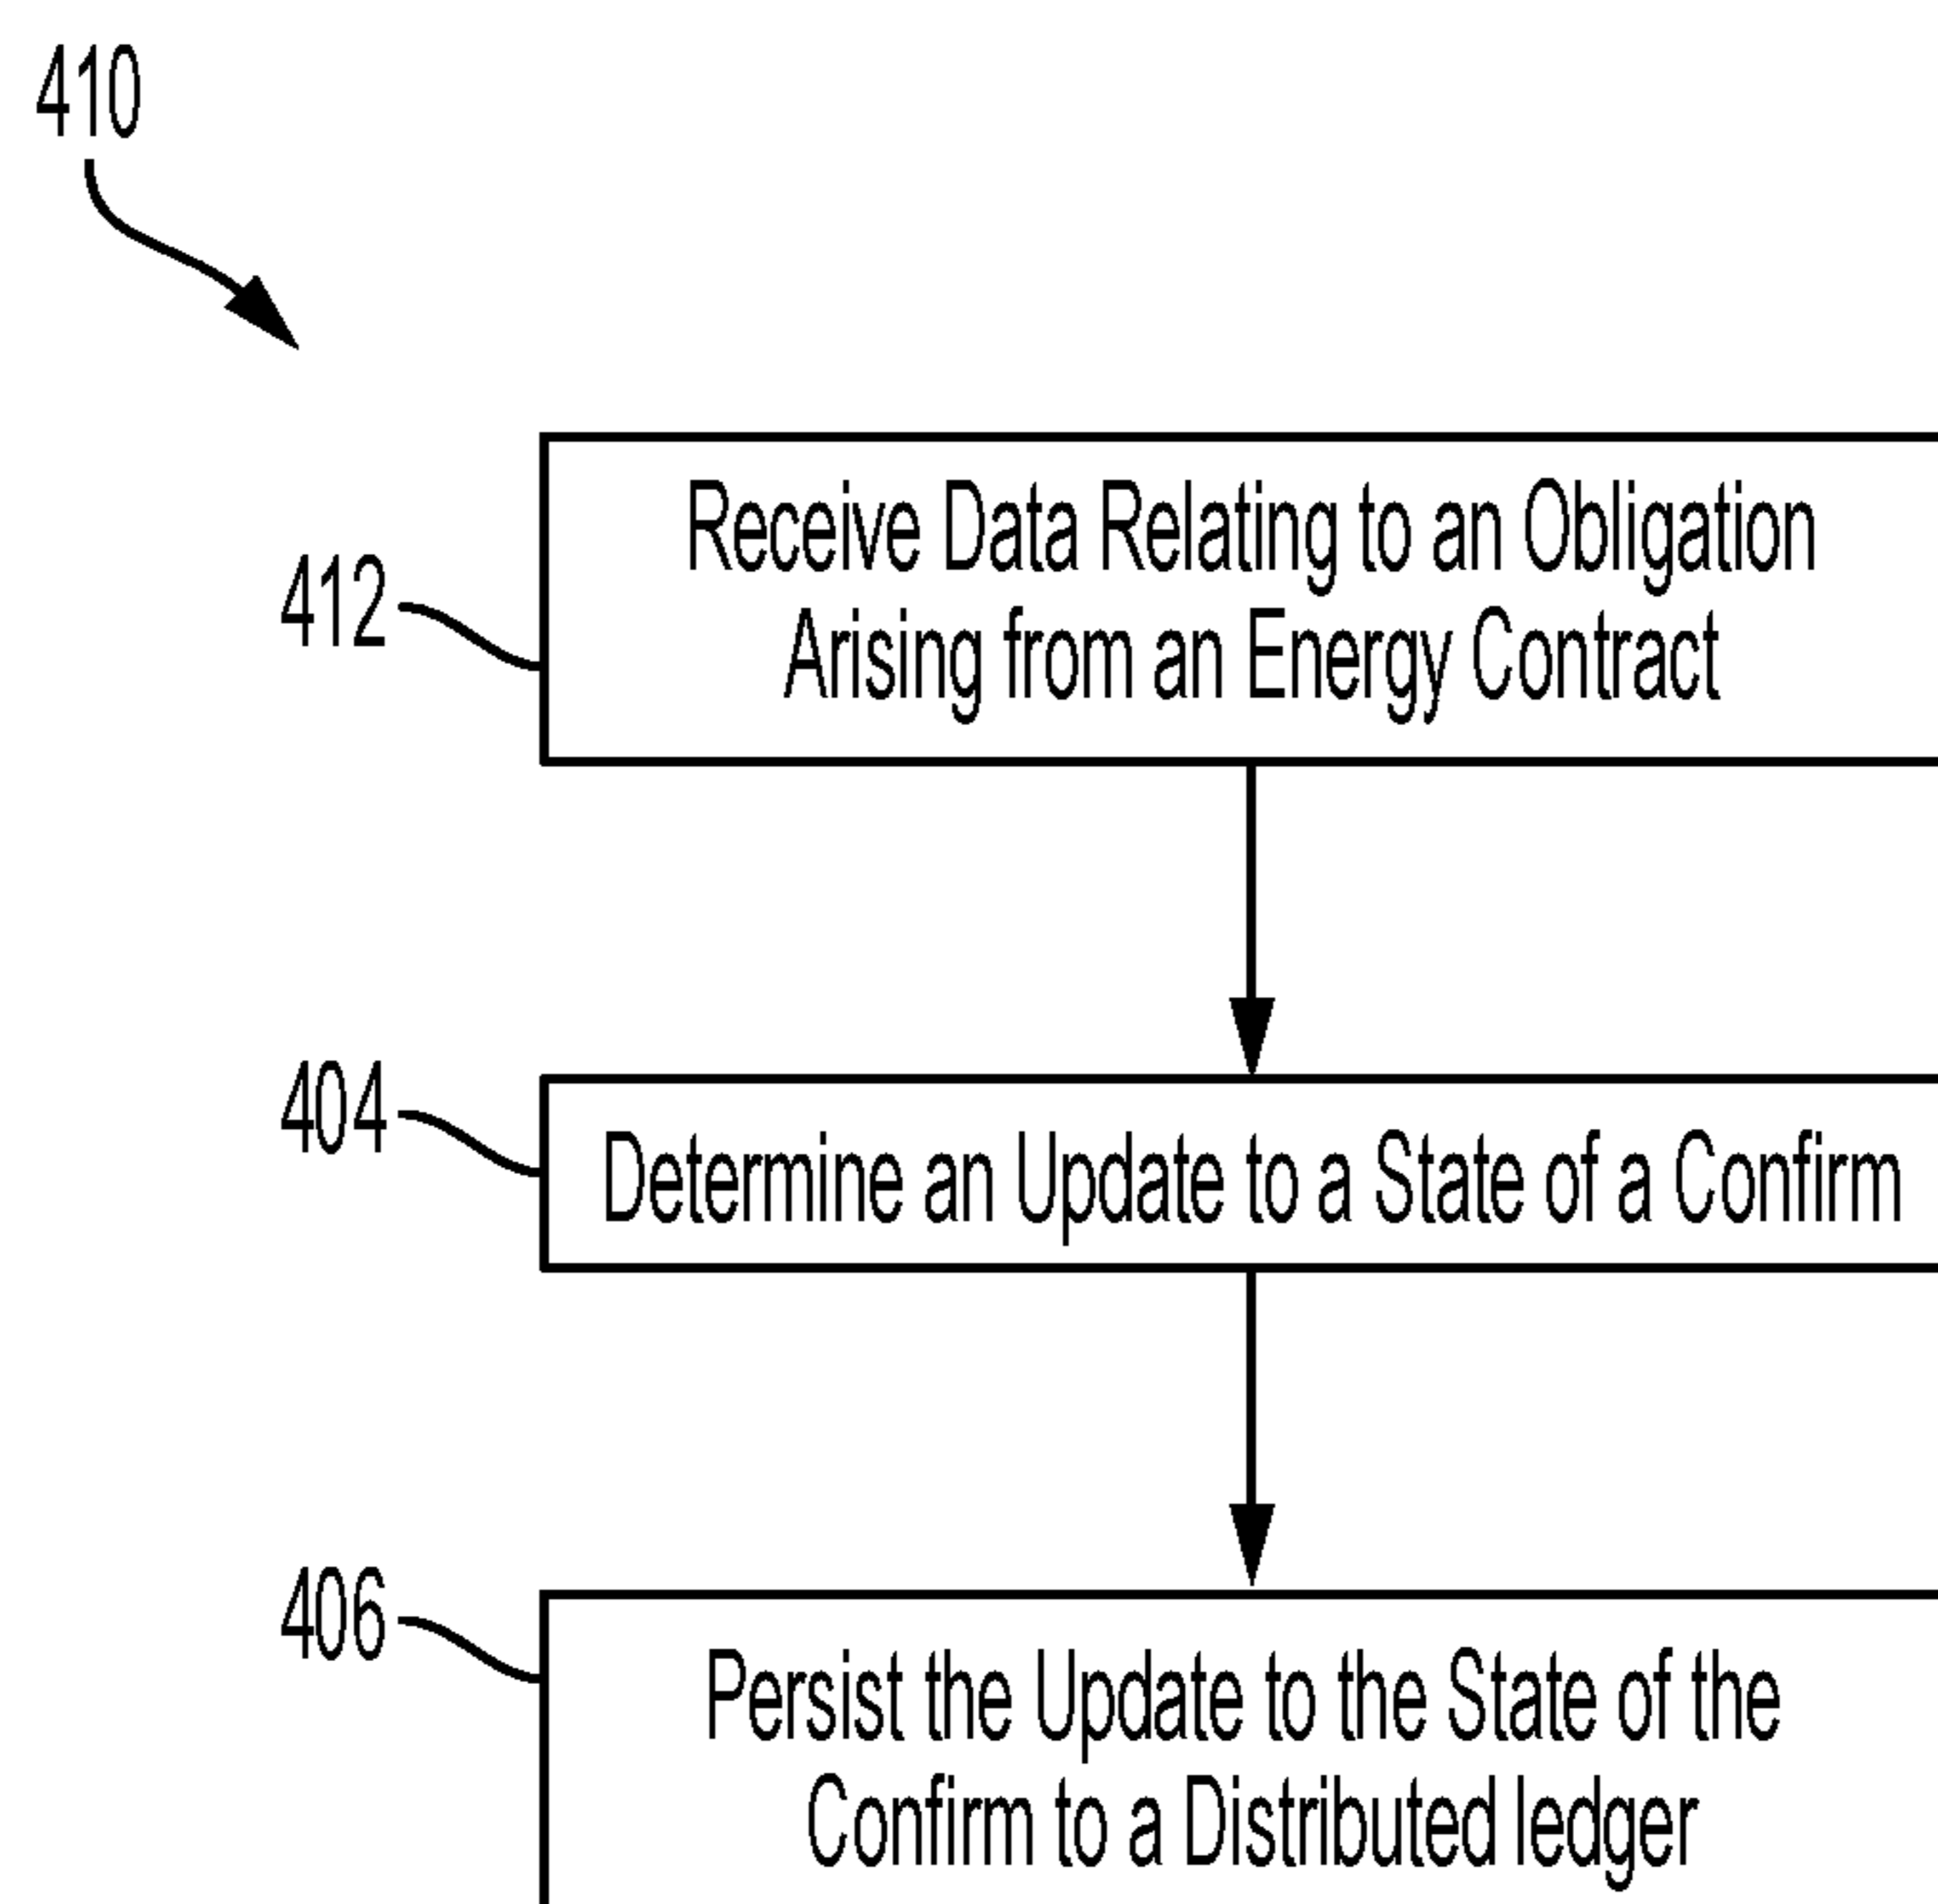 410
412
Receive Data Relating to an Obligation
Arising from an Energy Contract
404
Determine an Update to a State of a Confirm
406
Persist the Update to the State of the
Confirm to a Distributed ledger